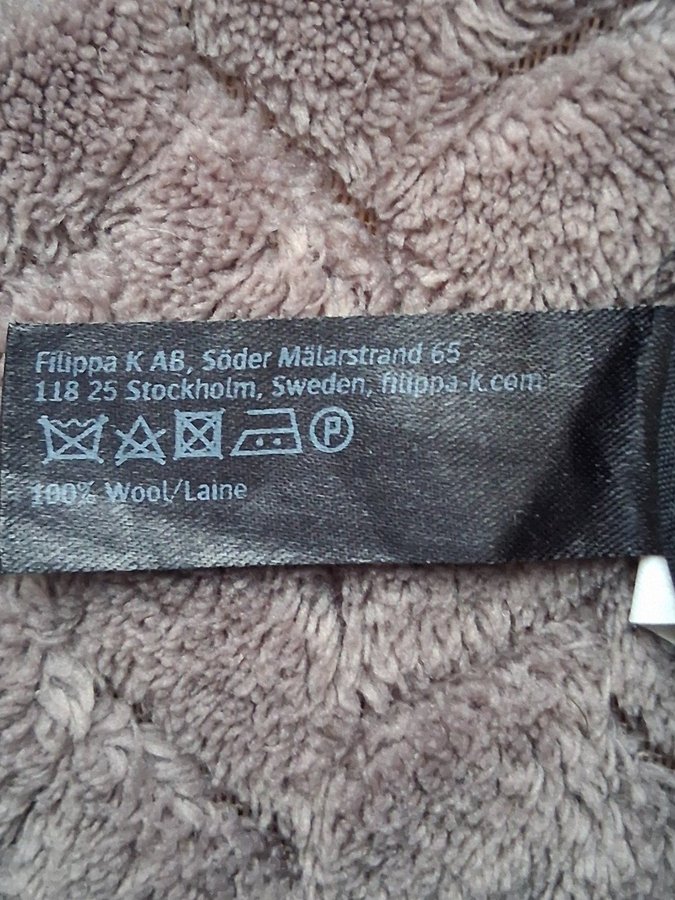 Filippa K AB, Söder Mälarstrand 65
118 25 Stockholm, Sweden, filippa-k.com
P
100% Wool/Laine